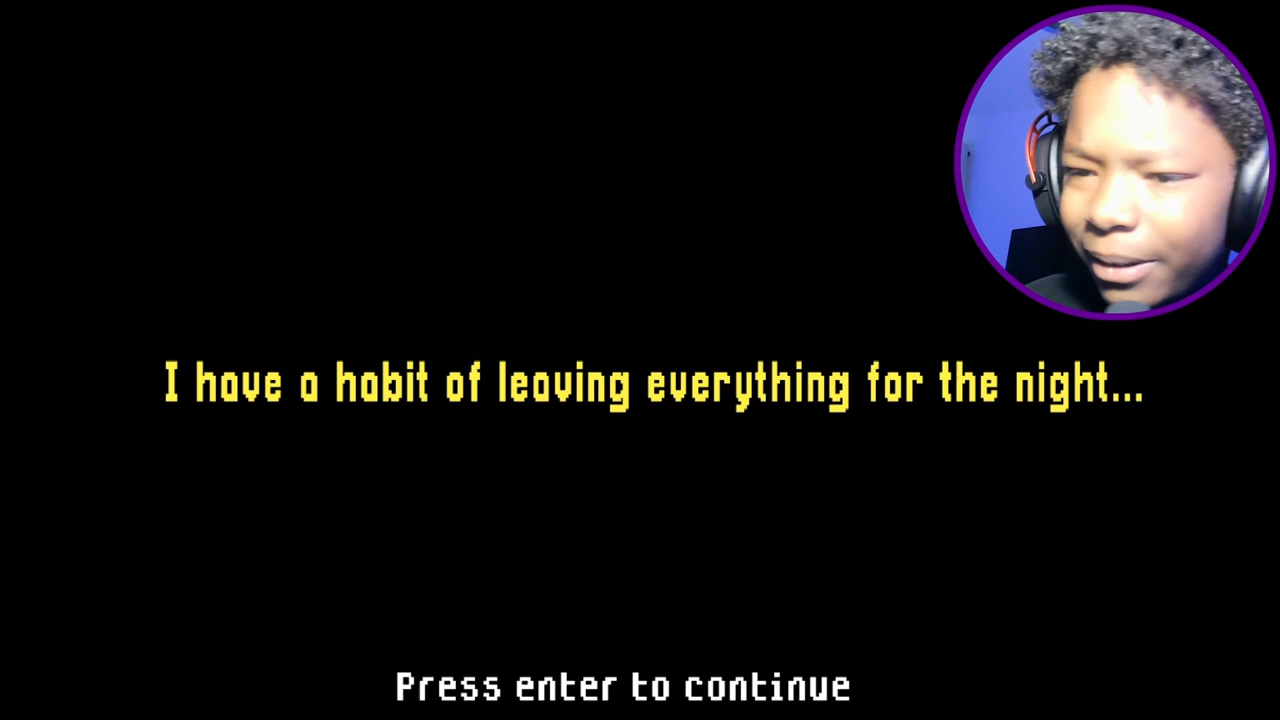 I have a habit of leaving everything for the night...
Press enter to continue